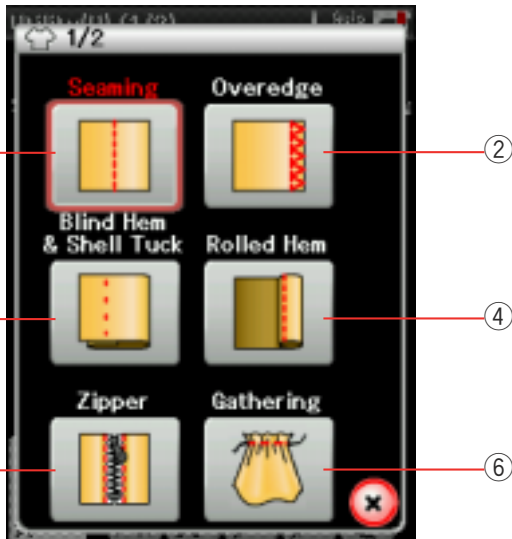 1/2
Seaming
Overedge
②
Blind Hem
& Shell Tuck
Rolled Hem
④
Zipper
Gathering
⑥